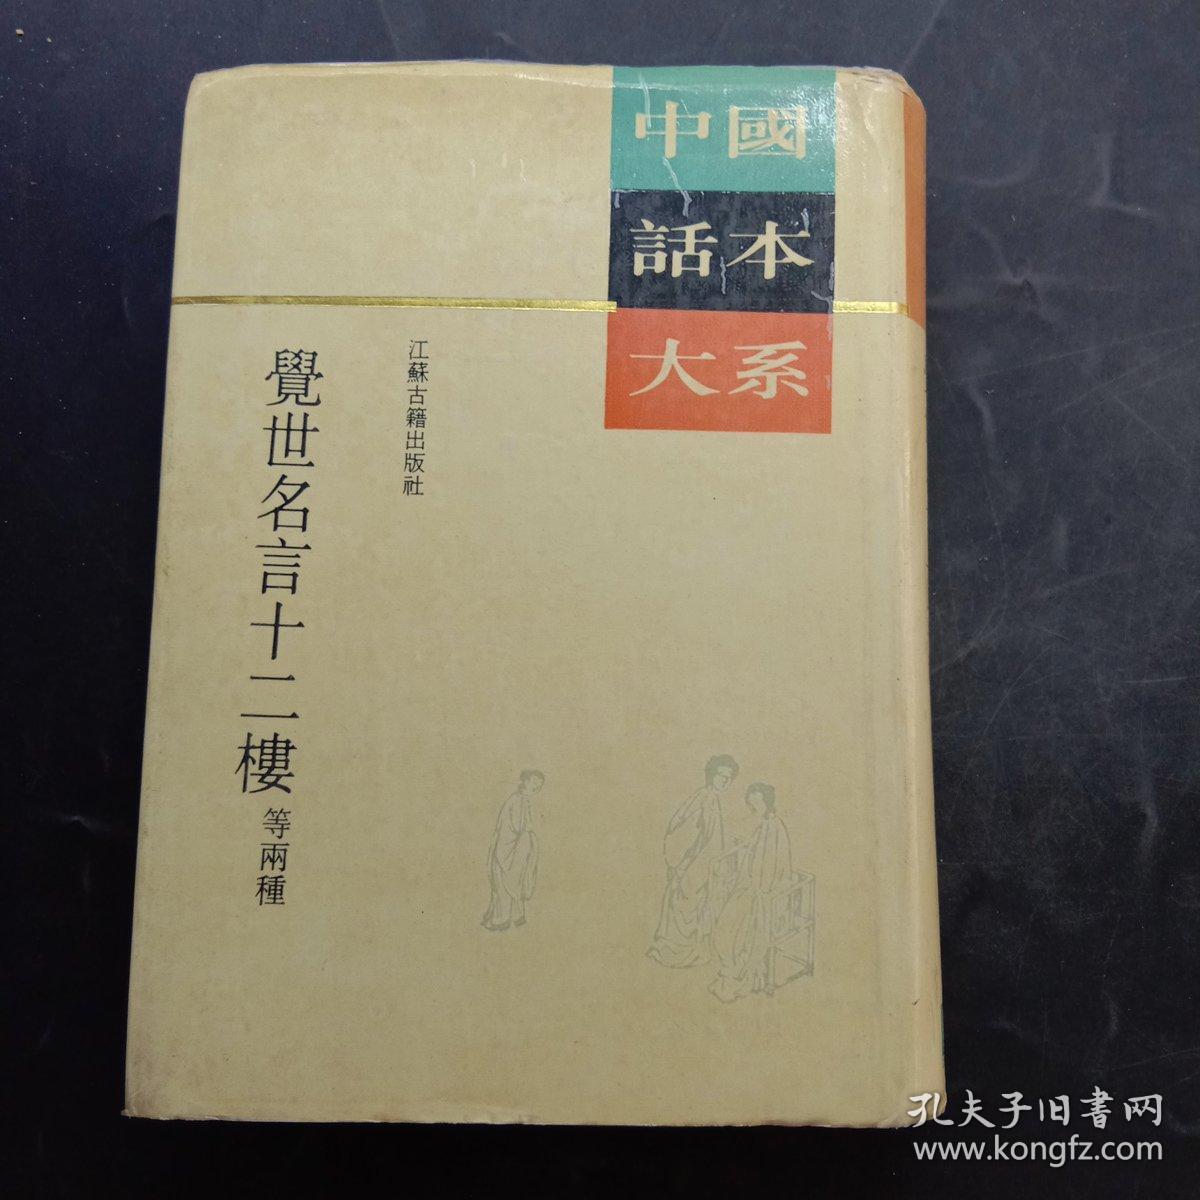 中國
話本
大系
江蘇古籍出版社
覺世名言十二樓
等兩種
孔夫子旧書网
www.kongfz.com